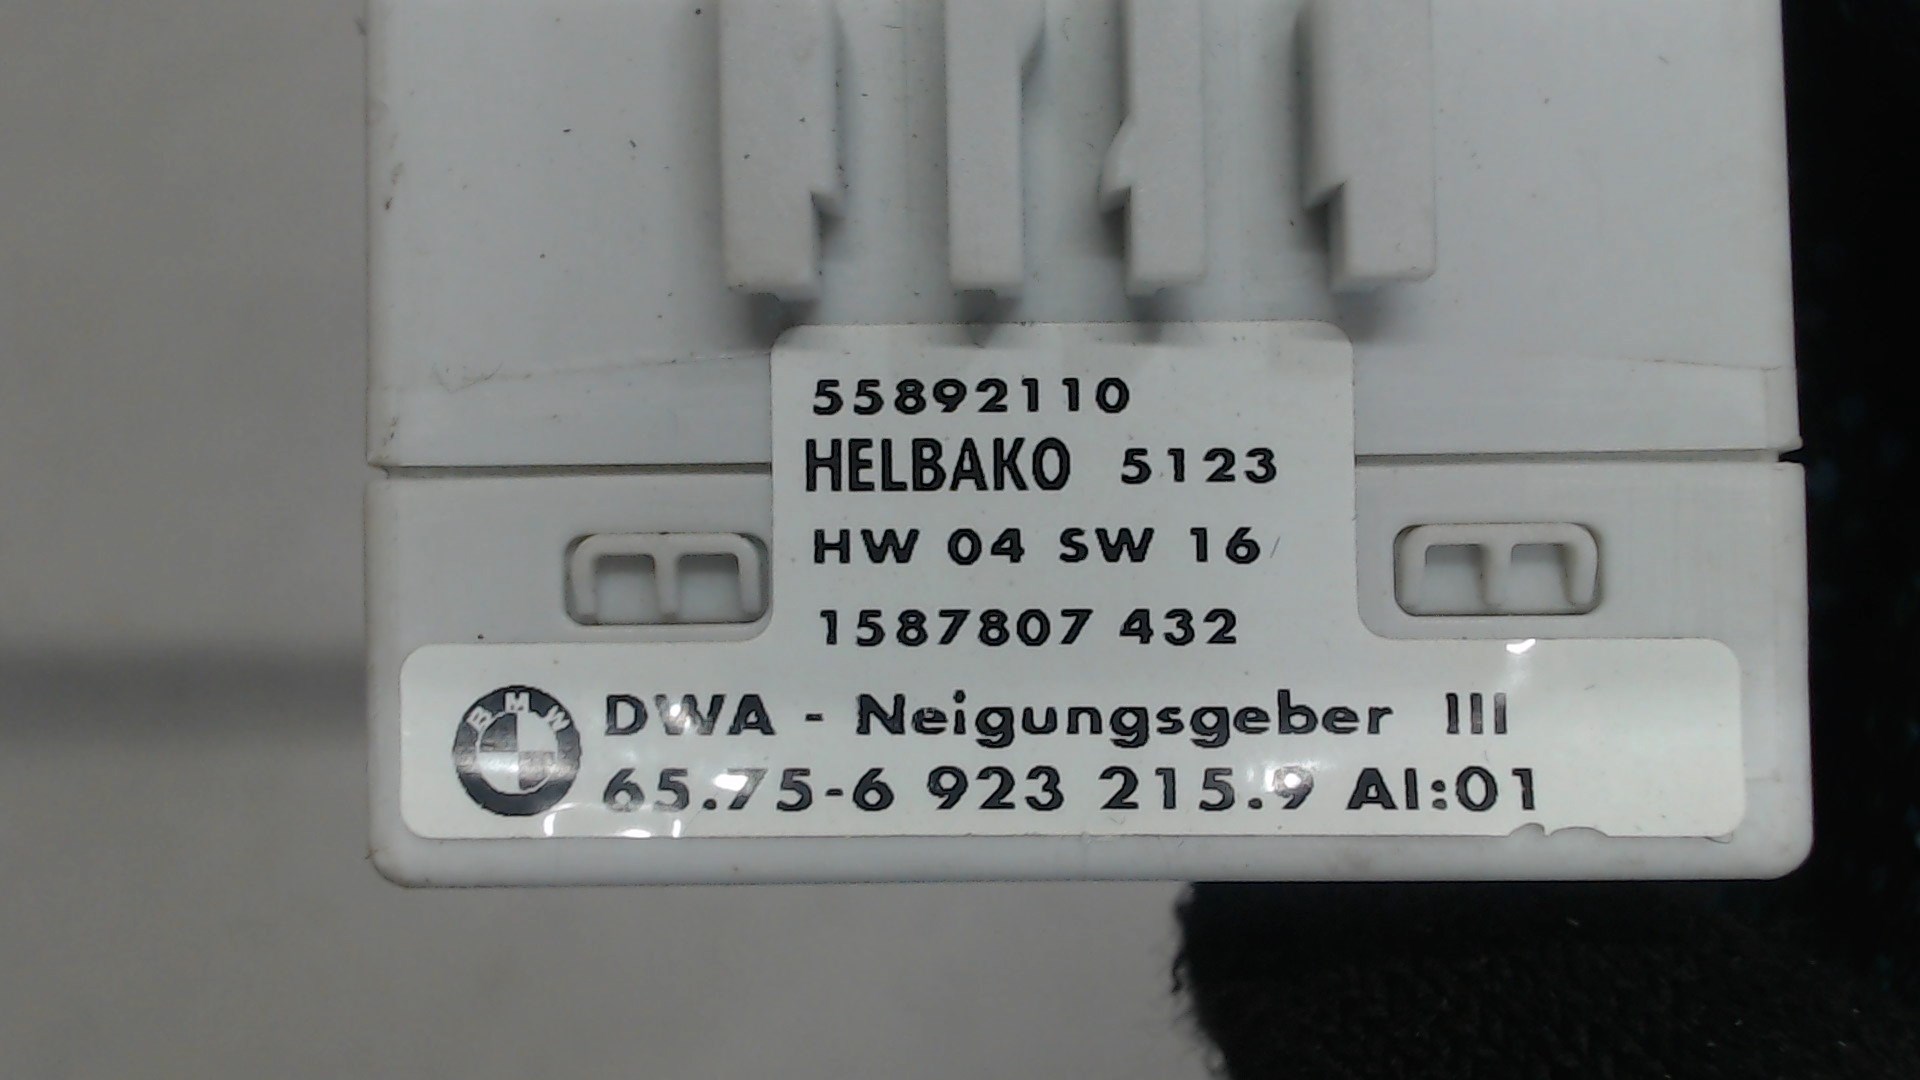 55892110
HELBAKO 5123
HW 04 SW 16
1587807 432
BMW
DWA - Neigungsgeber III
65.75-6 923 215.9 AI:01